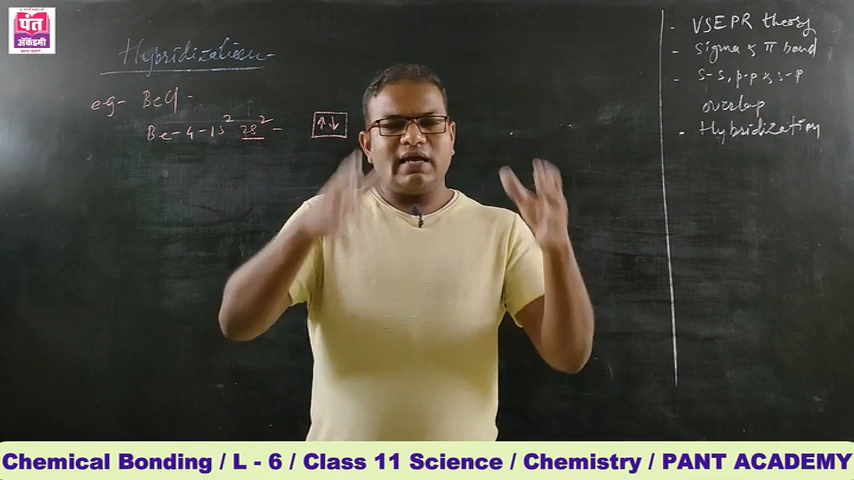 पंत
अ‍ॅकॅडमी
Hybridization
e.g- BeCl
Be-4-1s² 2s² -
↑↓
- VSEPR theory
- Sigma & π bond
- s-s, p-p & s-p
overlap
- Hybridization
Chemical Bonding / L - 6 / Class 11 Science / Chemistry / PANT ACADEMY